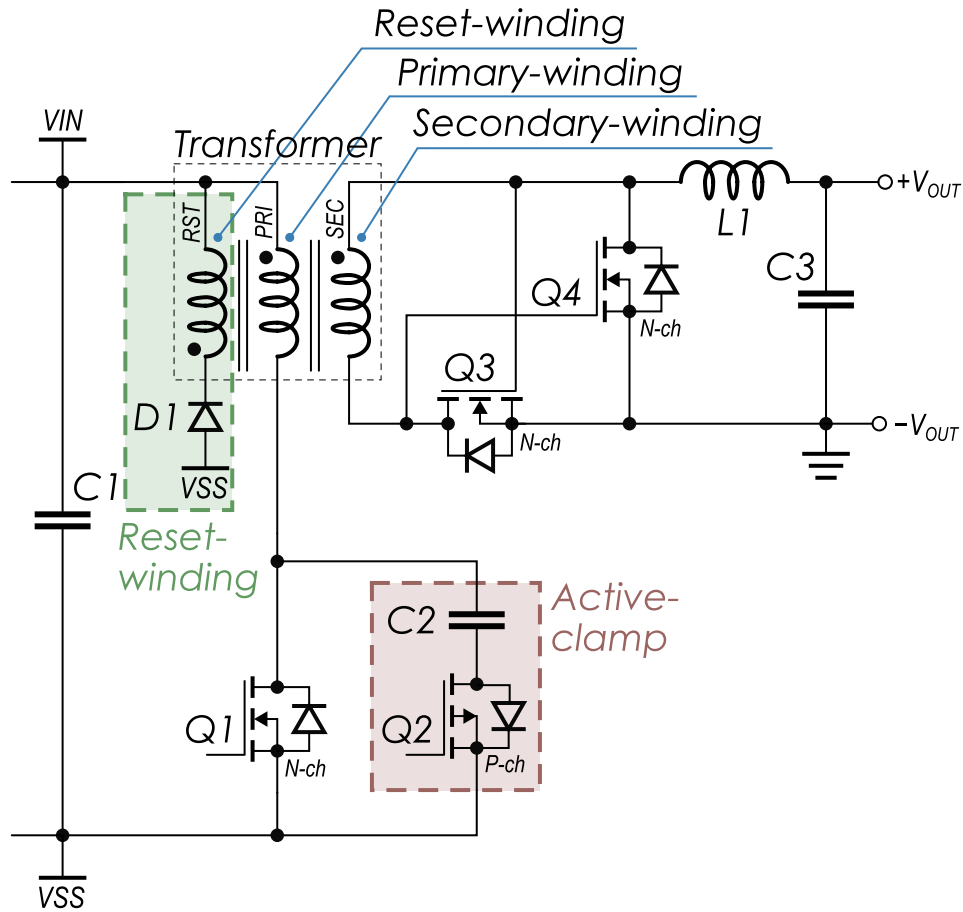 Reset-winding
Primary-winding
Secondary-winding
VIN
Transformer
RST
PRI
SEC
L1
+VOUT
C3
Q4
N-ch
Q3
N-ch
-VOUT
D1
VSS
C1
Reset-
winding
Active-
clamp
C2
Q1
N-ch
Q2
P-ch
VSS